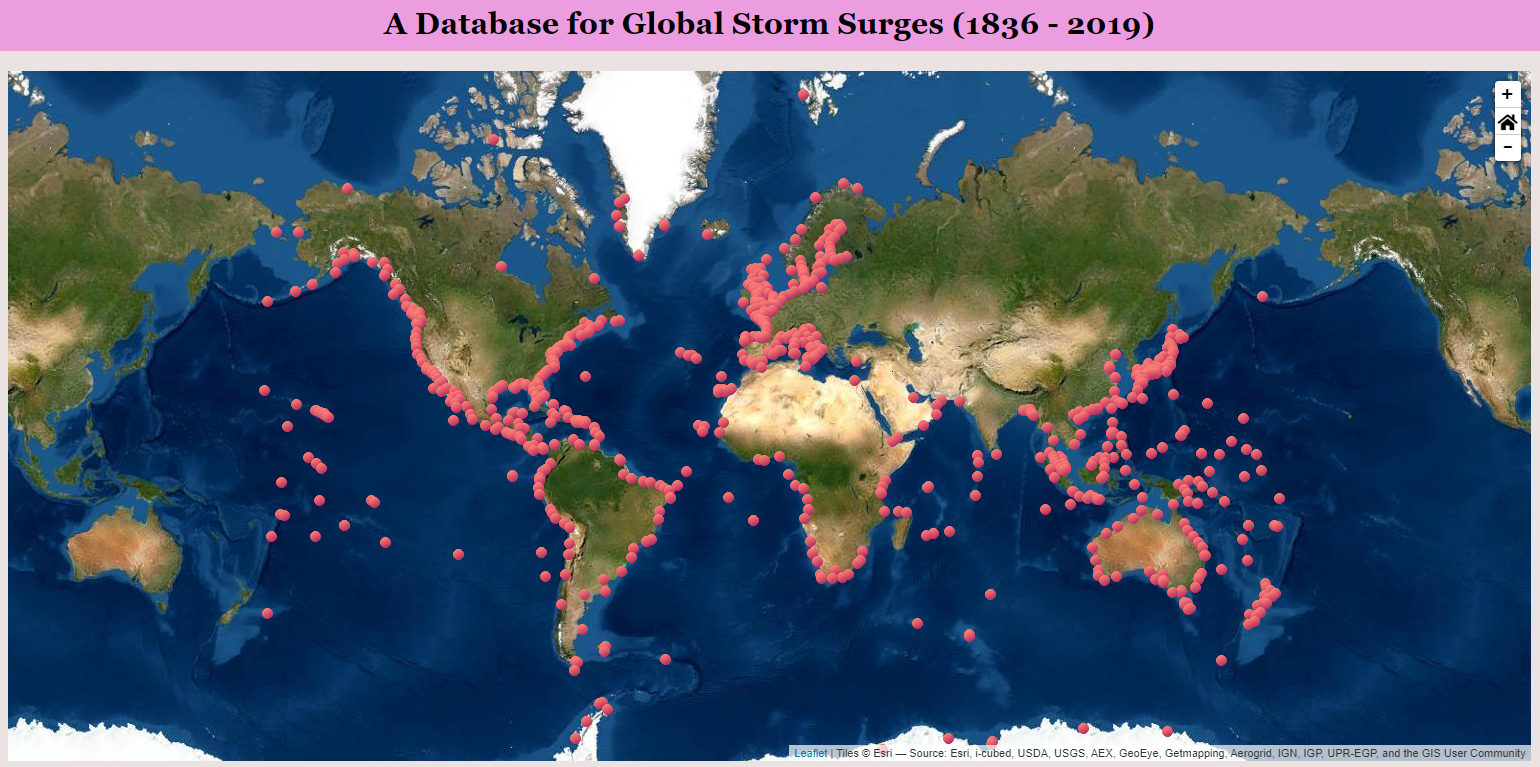 A Database for Global Storm Surges (1836 - 2019)
+
−
Leaflet | Tiles © Esri — Source: Esri, i-cubed, USDA, USGS, AEX, GeoEye, Getmapping, Aerogrid, IGN, IGP, UPR-EGP, and the GIS User Community